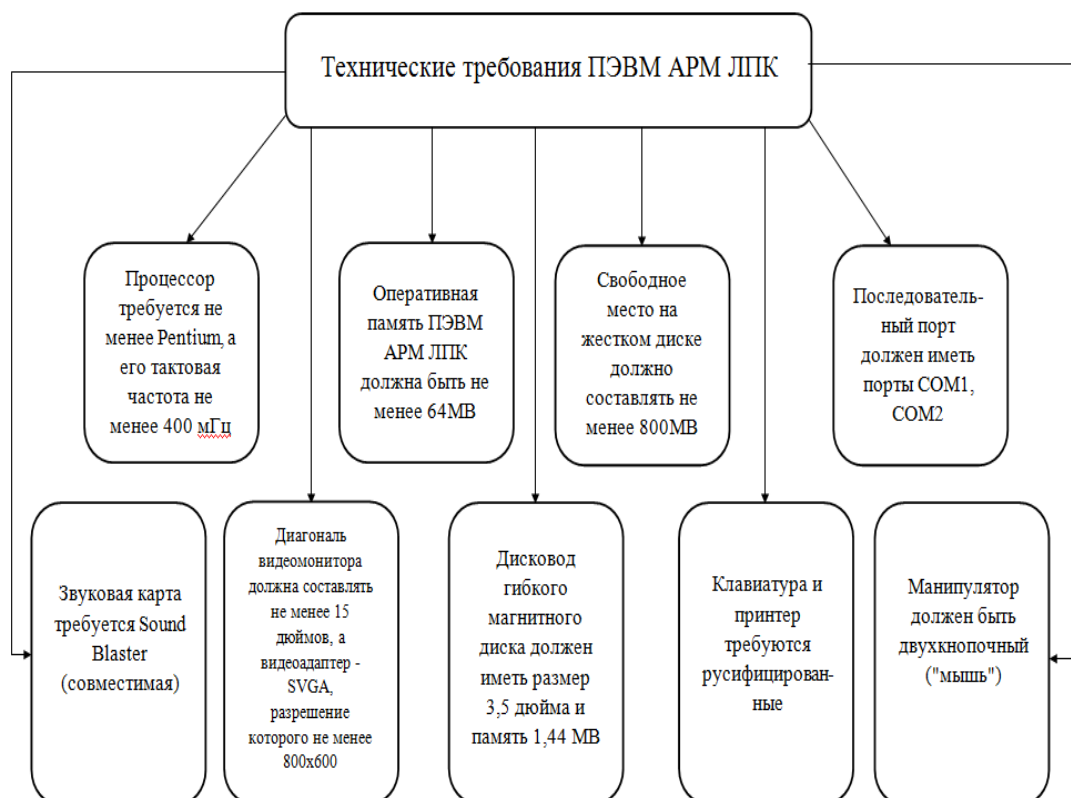 Технические требования ПЭВМ АРМ ЛПК
Процессор
требуется не
менее Pentium, а
его тактовая
частота не
менее 400 мГц
Оперативная
память ПЭВМ
АРМ ЛПК
должна быть не
менее 64МВ
Свободное
место на
жестком диске
должно
составлять не
менее 800МВ
Последователь-
ный порт
должен иметь
порты COM1,
COM2
Звуковая карта
требуется Sound
Blaster
(совместимая)
Диагональ
видеомонитора
должна составлять
не менее 15
дюймов, а
видеоадаптер -
SVGA,
разрешение
которого не менее
800х600
Дисковод
гибкого
магнитного
диска должен
иметь размер
3,5 дюйма и
память 1,44 МВ
Клавиатура и
принтер
требуются
русифицирован-
ные
Манипулятор
должен быть
двухкнопочный
("мышь")